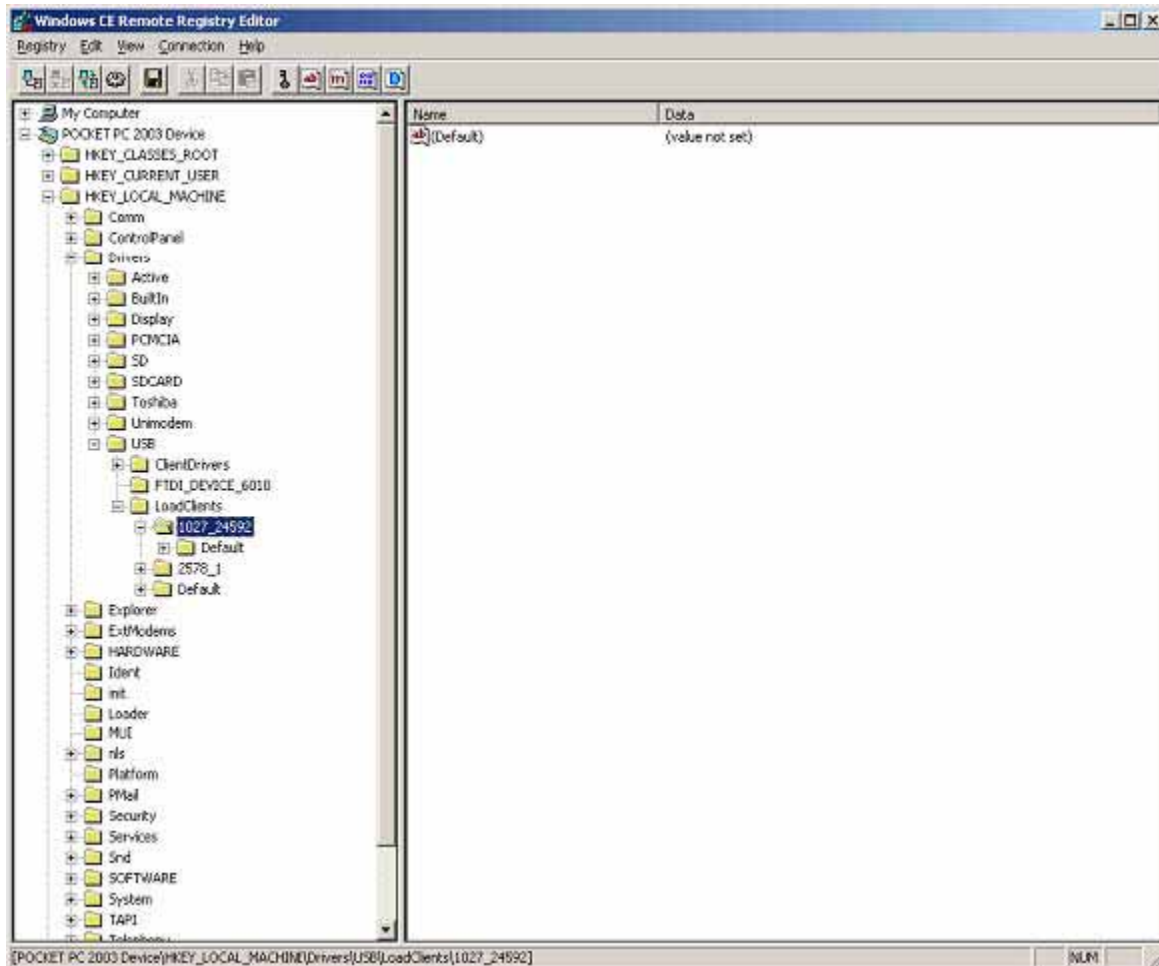 Windows CE Remote Registry Editor
Registry Edit View Connection Help
Name Data
My Computer
(Default) (value not set)
POCKET PC 2003 Device
HKEY_CLASSES_ROOT
HKEY_CURRENT_USER
HKEY_LOCAL_MACHINE
Comm
ControlPanel
Drivers
Active
BuiltIn
Display
PCMCIA
SD
SDCARD
Toshiba
Unimodem
USB
ClientDrivers
FTDI_DEVICE_6010
LoadClients
1027_24592
Default
2578_1
Default
Explorer
ExtModems
HARDWARE
Ident
init
Loader
MUI
nls
Platform
PMail
Security
Services
Snd
SOFTWARE
System
TAPI
Telephony
[POCKET PC 2003 Device\HKEY_LOCAL_MACHINE\Drivers\USB\LoadClients\1027_24592] NUM